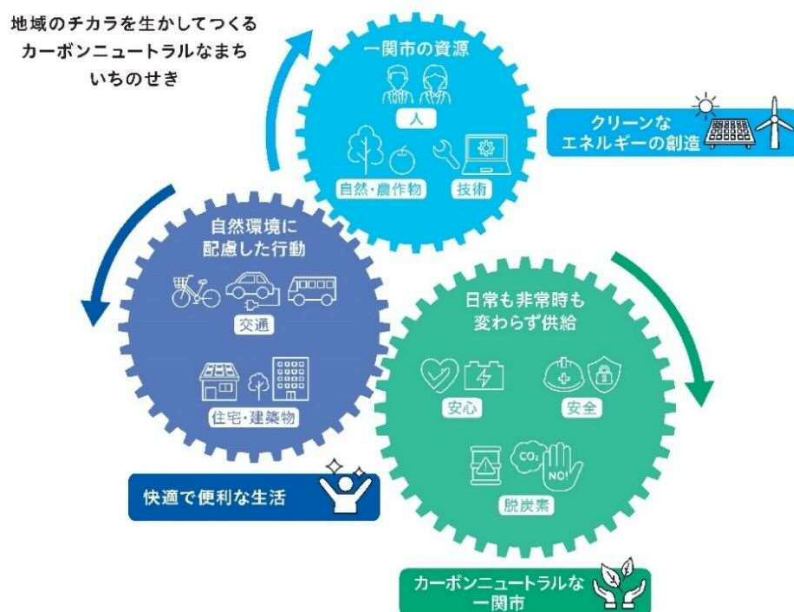 地域のチカラを生かしてつくる
カーボンニュートラルなまち
いちのせき
一関市の資源
人
自然・農作物
技術
クリーンな
エネルギーの創造
自然環境に
配慮した行動
交通
住宅・建築物
快適で便利な生活
日常も非常時も
変わらず供給
安心
安全
CO₂
NO!
脱炭素
カーボンニュートラルな
一関市